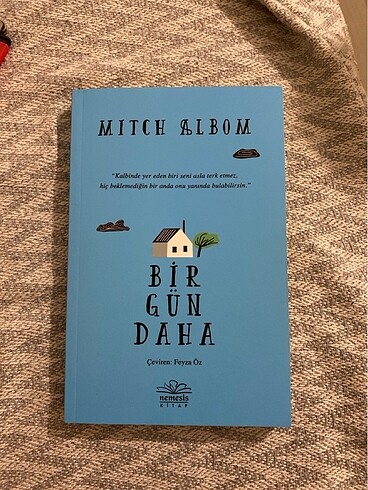 MITCH ALBOM
"Kalbinde yer eden biri seni asla terk etmez,
hiç beklemediğin bir anda onu yanında bulabilirsin."
BİR
GÜN
DAHA
Çeviren: Feyza Öz
nemesis
KİTAP